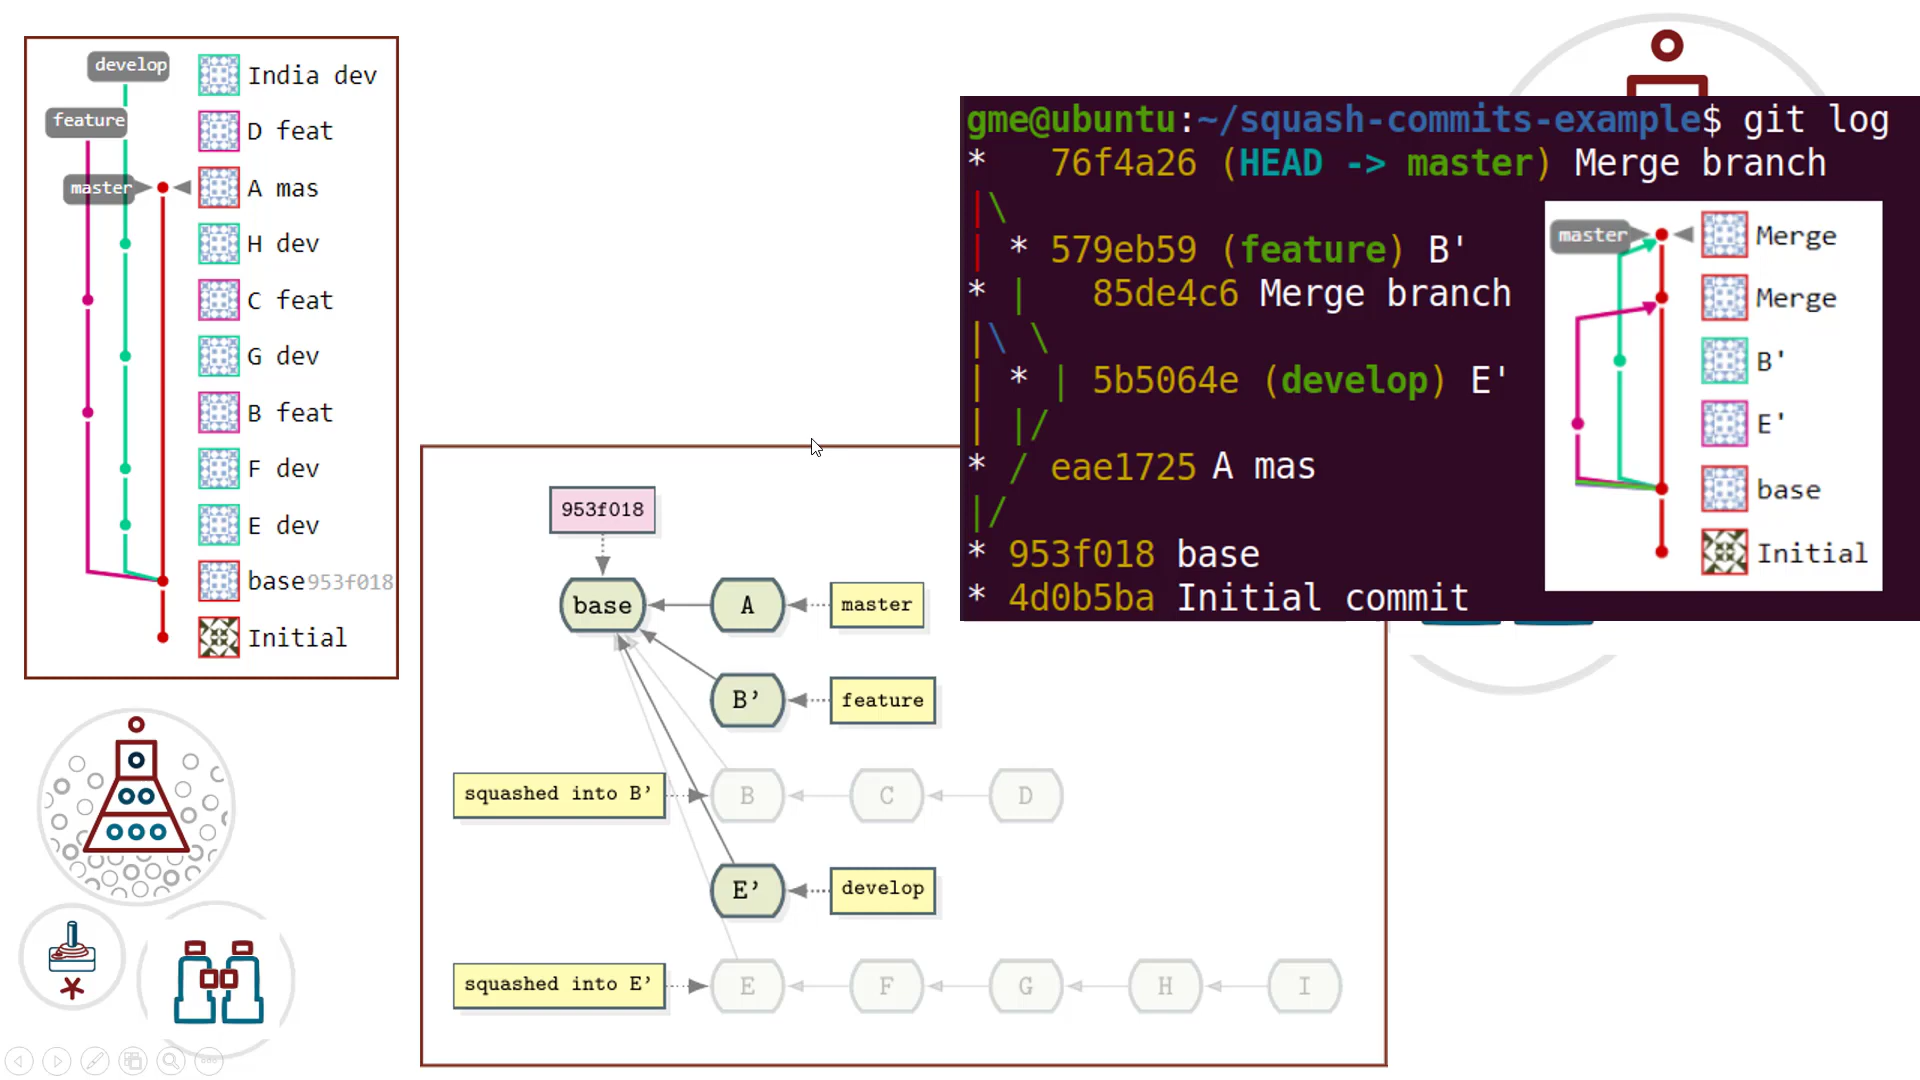 develop
India dev
feature
D feat
master
A mas
H dev
C feat
G dev
B feat
F dev
E dev
base953f018
Initial
gme@ubuntu:~/squash-commits-example$ git log
* 76f4a26 (HEAD -> master) Merge branch
|\
| * 579eb59 (feature) B'
* | 85de4c6 Merge branch
|\ \
| * | 5b5064e (develop) E'
| |/
* / eae1725 A mas
|/
* 953f018 base
* 4d0b5ba Initial commit
master
Merge
Merge
B'
E'
base
Initial
953f018
base
A
master
B’
feature
squashed into B’
B
C
D
E’
develop
squashed into E’
E
F
G
H
I